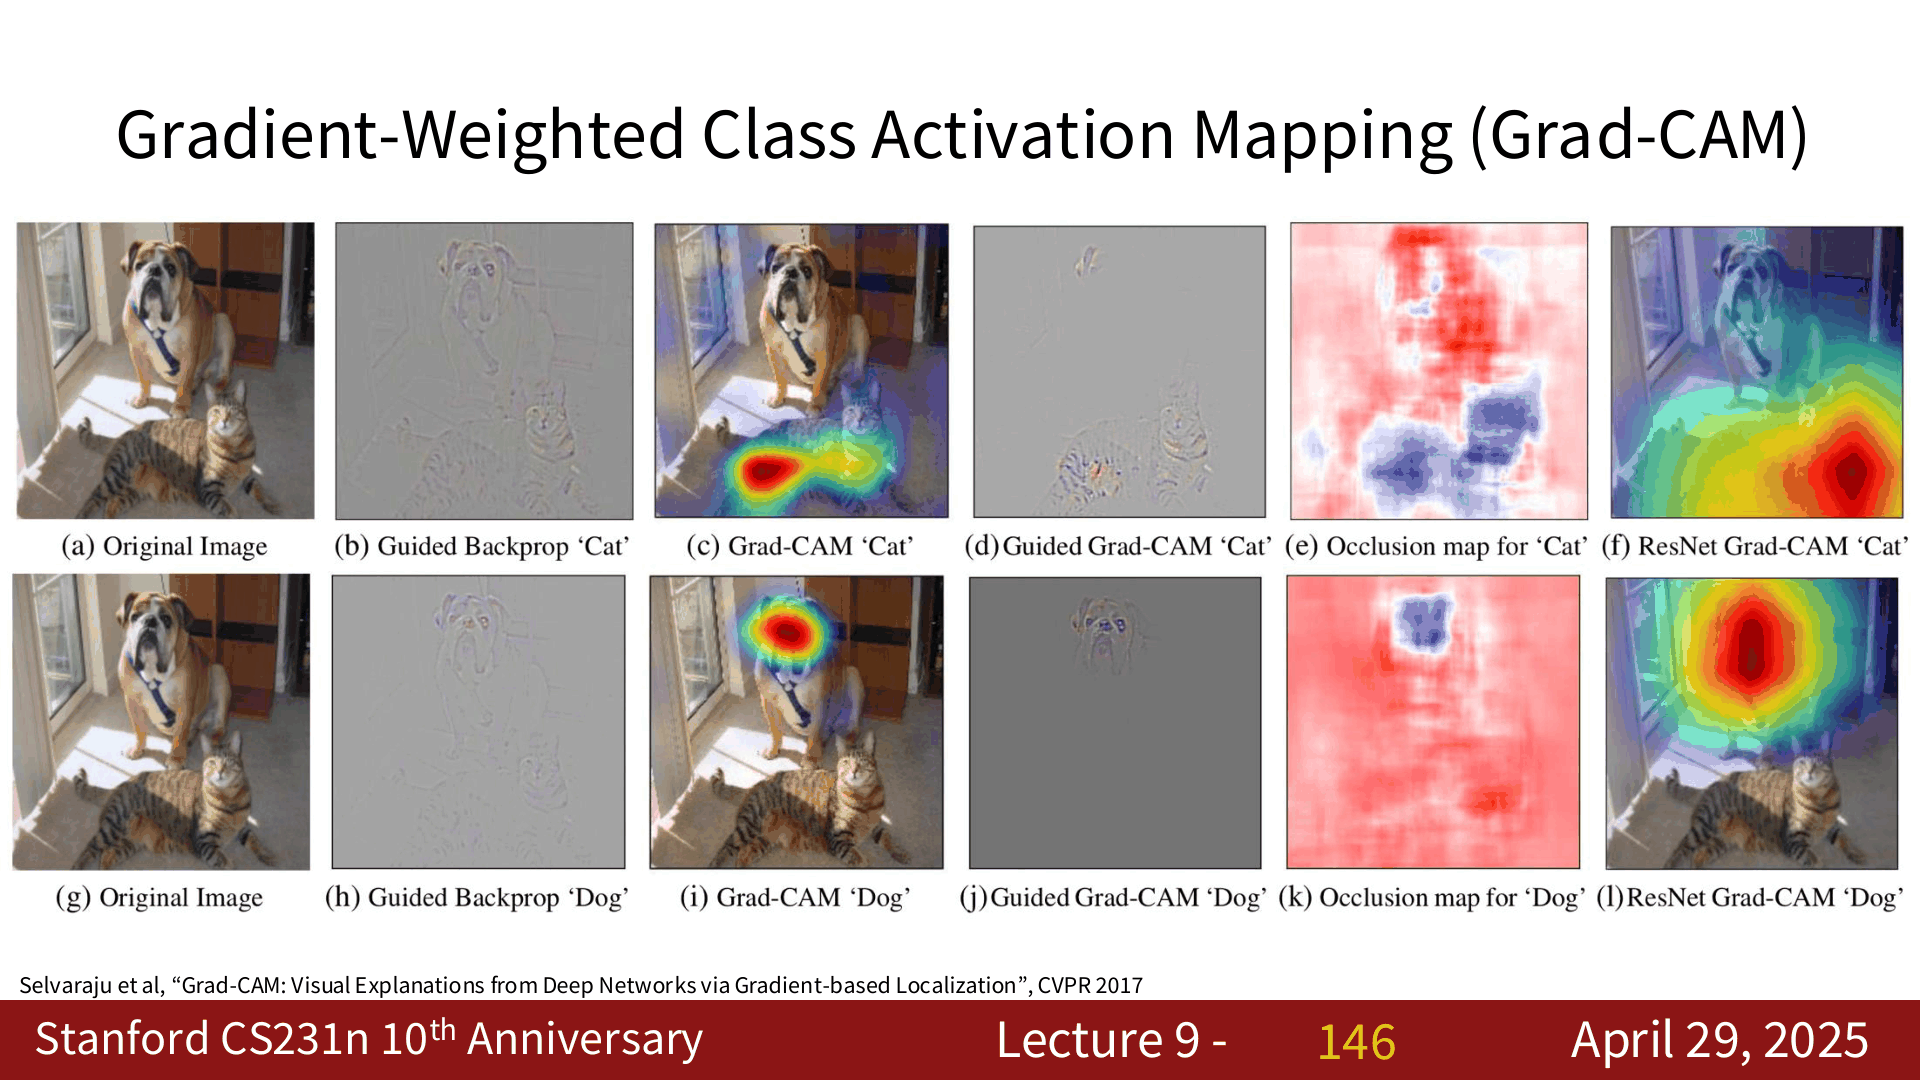 Gradient-Weighted Class Activation Mapping (Grad-CAM)
(a) Original Image
(b) Guided Backprop ‘Cat’
(c) Grad-CAM ‘Cat’
(d) Guided Grad-CAM ‘Cat’
(e) Occlusion map for ‘Cat’
(f) ResNet Grad-CAM ‘Cat’
(g) Original Image
(h) Guided Backprop ‘Dog’
(i) Grad-CAM ‘Dog’
(j) Guided Grad-CAM ‘Dog’
(k) Occlusion map for ‘Dog’
(l) ResNet Grad-CAM ‘Dog’
Selvaraju et al, “Grad-CAM: Visual Explanations from Deep Networks via Gradient-based Localization”, CVPR 2017
Stanford CS231n 10th Anniversary
Lecture 9 - 146
April 29, 2025